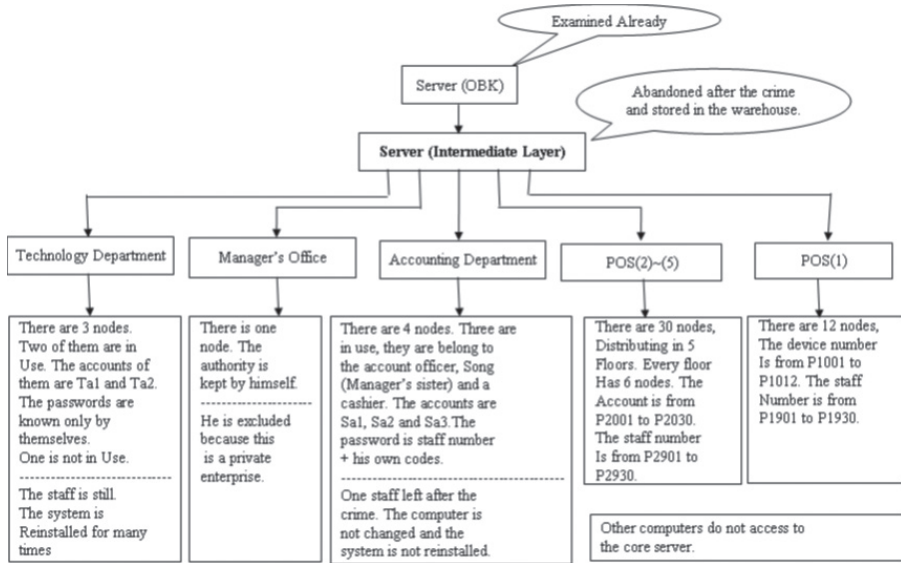 Examined Already
Server (OBK)
Abandoned after the crime
and stored in the warehouse.
Server (Intermediate Layer)
Technology Department
Manager's Office
Accounting Department
POS(2)~(5)
POS(1)
There are 3 nodes.
Two of them are in
Use. The accounts of
them are Ta1 and Ta2.
The passwords are
known only by
themselves.
One is not in Use.
The staff is still.
The system is
Reinstalled for many
times
There is one
node. The
authority is
kept by himself.
He is excluded
because this
is a private
enterprise.
There are 4 nodes. Three are
in use, they are belong to
the account officer, Song
(Manager's sister) and a
cashier. The accounts are
Sa1, Sa2 and Sa3.The
password is staff number
+ his own codes.
One staff left after the
crime. The computer is
not changed and the
system is not reinstalled.
There are 30 nodes,
Distributing in 5
Floors. Every floor
Has 6 nodes. The
Account is from
P2001 to P2030.
The staff number
Is from P2901 to
P2930.
There are 12 nodes,
The device number
Is from P1001 to
P1012. The staff
Number is from
P1901 to P1930.
Other computers do not access to
the core server.